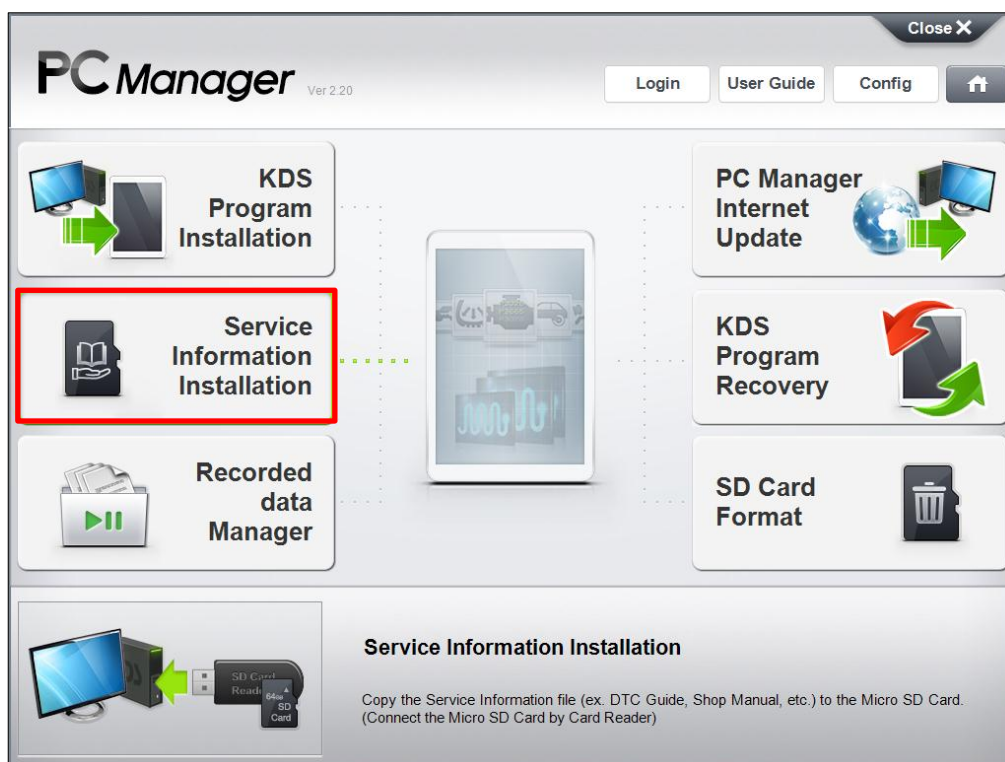 Close X
PC Manager Ver 2.20
Login User Guide Config
KDS
Program
Installation
PC Manager
Internet
Update
Service
Information
Installation
KDS
Program
Recovery
Recorded
data
Manager
SD Card
Format
SD Card
Reader
64GB
SD
Card
Service Information Installation
Copy the Service Information file (ex. DTC Guide, Shop Manual, etc.) to the Micro SD Card.
(Connect the Micro SD Card by Card Reader)